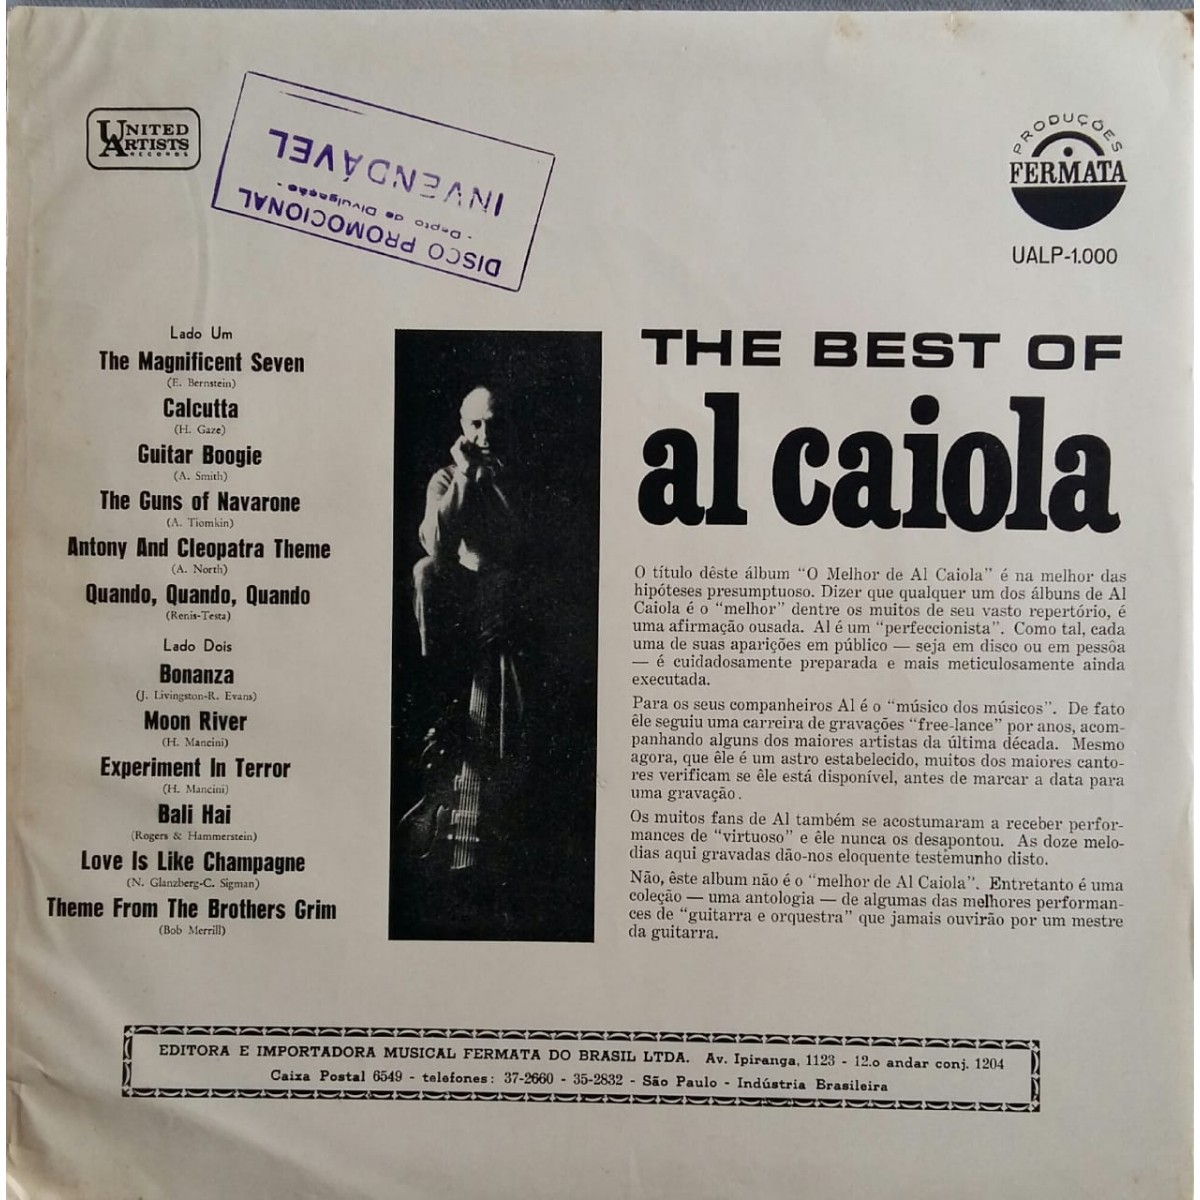 UNITED
ARTISTS
RECORDS
DISCO PROMOCIONAL
- Depto de Divulgação -
INVENDÁVEL
PRODUÇÕES
FERMATA
UALP-1.000
Lado Um
The Magnificent Seven
(E. Bernstein)
Calcutta
(H. Gaze)
Guitar Boogie
(A. Smith)
The Guns of Navarone
(A. Tiomkin)
Antony And Cleopatra Theme
(A. North)
Quando, Quando, Quando
(Renis-Testa)
Lado Dois
Bonanza
(J. Livingston-R. Evans)
Moon River
(H. Mancini)
Experiment In Terror
(H. Mancini)
Bali Hai
(Rogers & Hammerstein)
Love Is Like Champagne
(N. Glanzberg-C. Sigman)
Theme From The Brothers Grim
(Bob Merrill)
THE BEST OF
al caiola
O título dêste álbum “O Melhor de Al Caiola” é na melhor das
hipóteses presumptuoso. Dizer que qualquer um dos álbuns de Al
Caiola é o “melhor” dentre os muitos de seu vasto repertório, é
uma afirmação ousada. Al é um “perfeccionista”. Como tal, cada
uma de suas aparições em público — seja em disco ou em pessôa
— é cuidadosamente preparada e mais meticulosamente ainda
executada.
Para os seus companheiros Al é o “músico dos músicos”. De fato
êle seguiu uma carreira de gravações “free-lance” por anos, acom-
panhando alguns dos maiores artistas da última década. Mesmo
agora, que êle é um astro estabelecido, muitos dos maiores canto-
res verificam se êle está disponível, antes de marcar a data para
uma gravação.
Os muitos fans de Al também se acostumaram a receber perfor-
mances de “virtuoso” e êle nunca os desapontou. As doze melo-
dias aqui gravadas dão-nos eloquente testemunho disto.
Não, êste album não é o “melhor de Al Caiola”. Entretanto é uma
coleção — uma antologia — de algumas das melhores performan-
ces de “guitarra e orquestra” que jamais ouvirão por um mestre
da guitarra.
EDITORA E IMPORTADORA MUSICAL FERMATA DO BRASIL LTDA. Av. Ipiranga, 1123 - 12.o andar conj. 1204
Caixa Postal 6549 - telefones: 37-2660 - 35-2832 - São Paulo - Indústria Brasileira